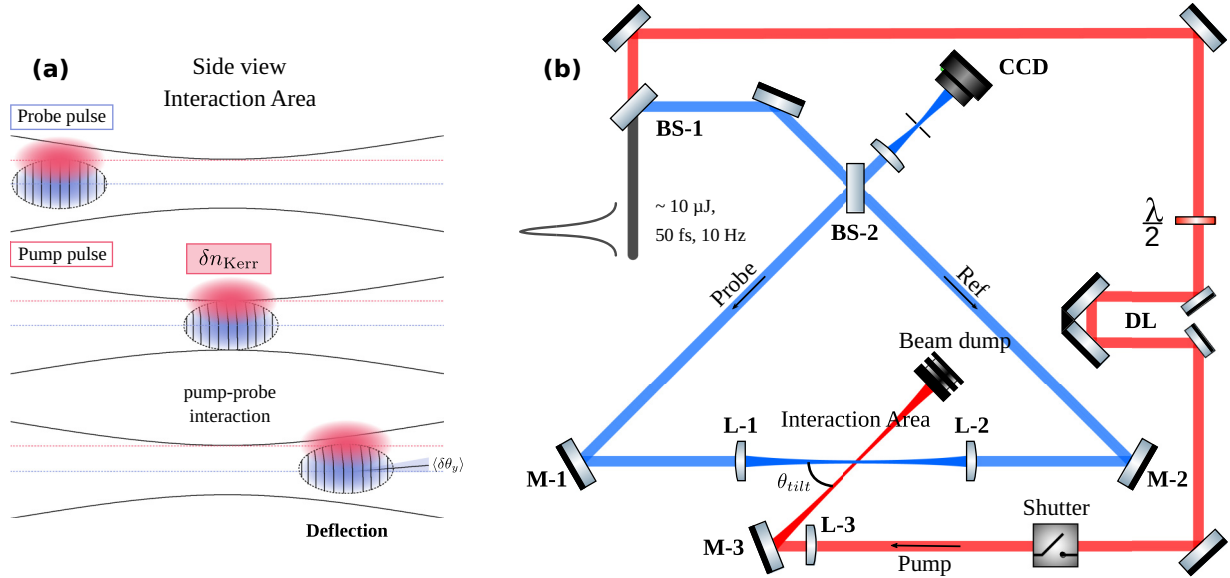 (a)
Side view
Interaction Area
Probe pulse
Pump pulse
δn_Kerr
pump-probe
interaction
⟨δθ_y⟩
Deflection
(b)
CCD
BS-1
~ 10 µJ,
50 fs, 10 Hz
BS-2
λ/2
Probe
Ref
DL
Beam dump
Interaction Area
L-1
L-2
M-1
θ_tilt
M-2
L-3
Shutter
M-3
Pump